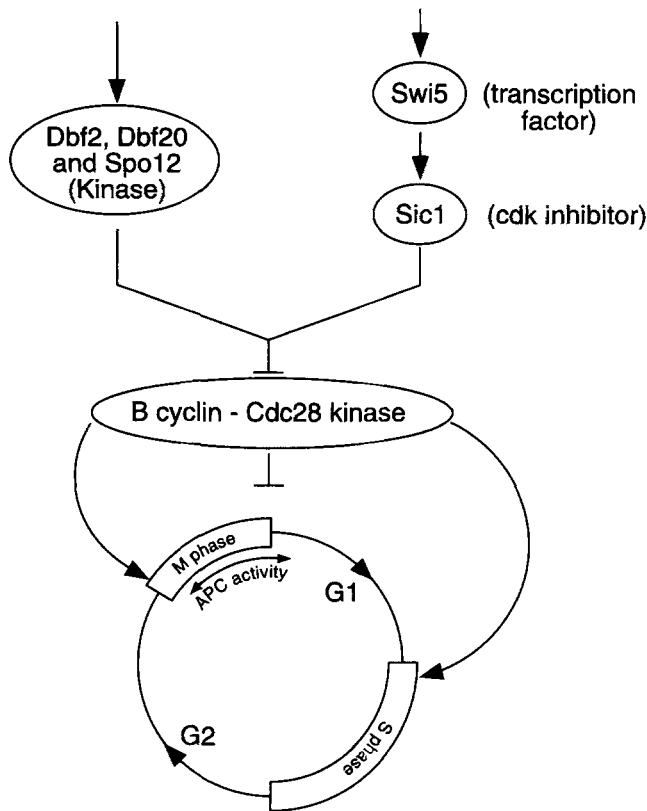 Swi5
(transcription
factor)
Dbf2, Dbf20
and Spo12
(Kinase)
Sic1
(cdk inhibitor)
B cyclin - Cdc28 kinase
M phase
APC activity
G1
G2
S phase